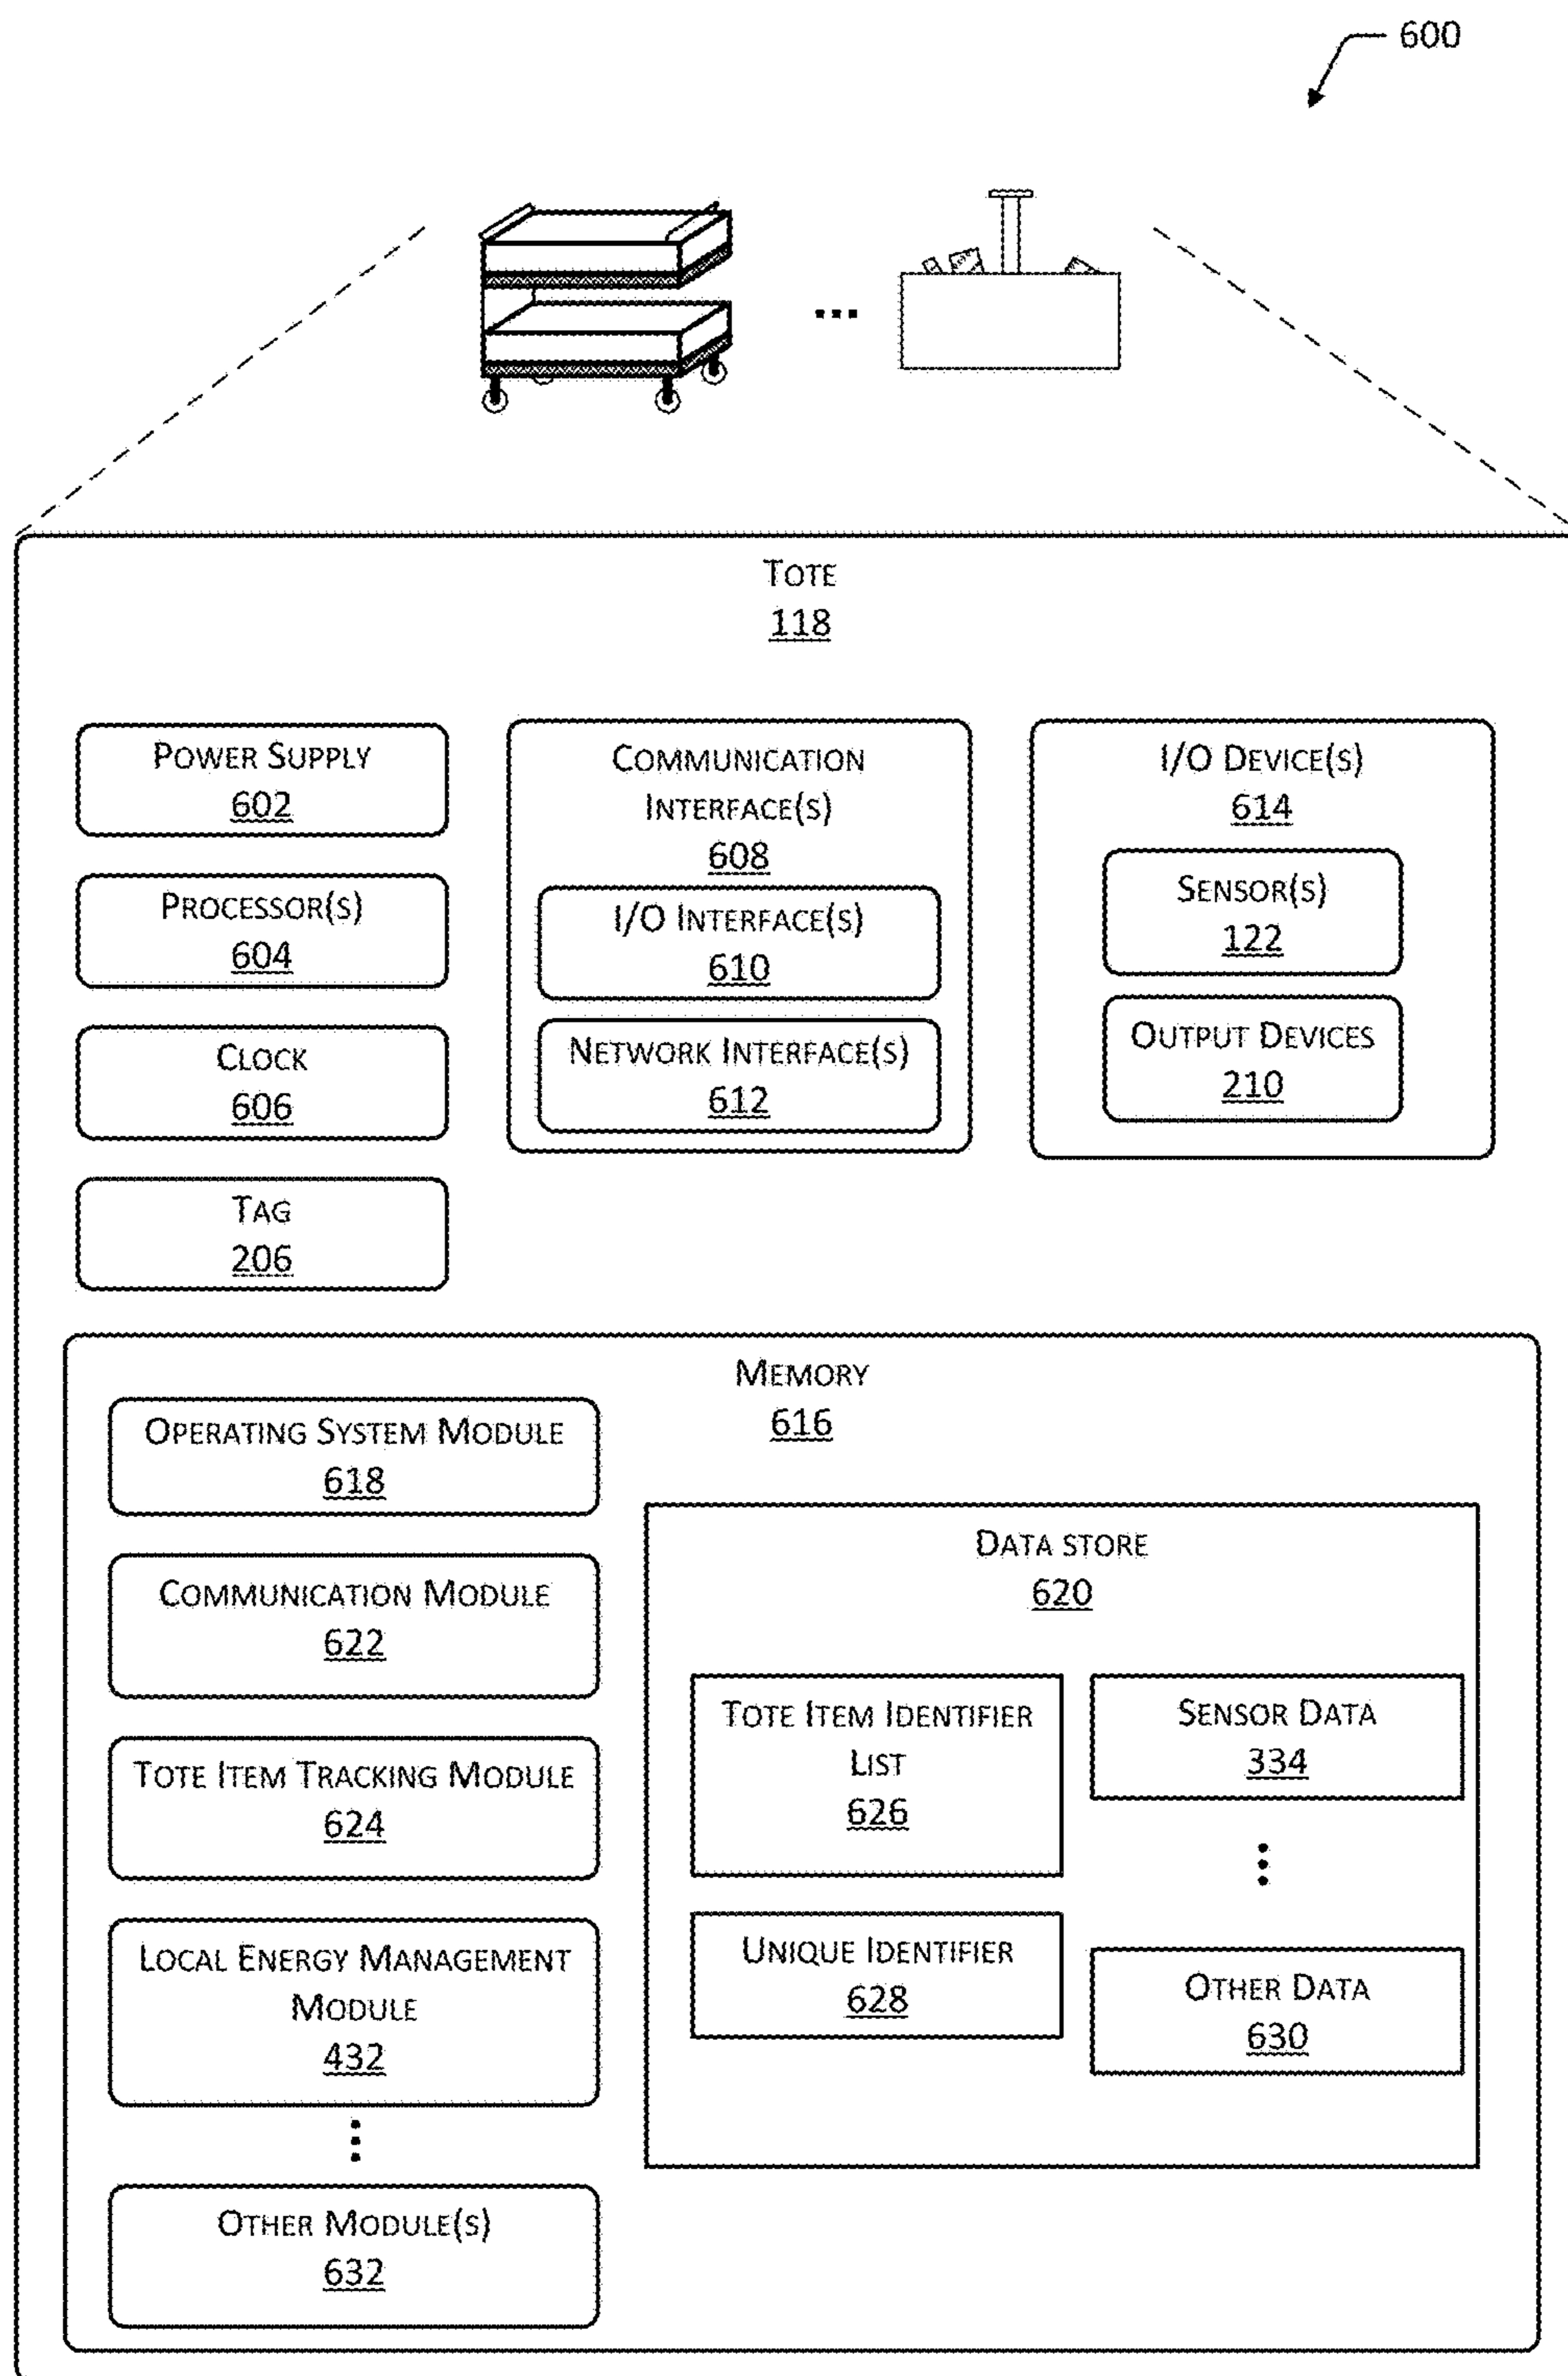 600
TOTE
118
POWER SUPPLY
602
PROCESSOR(S)
604
CLOCK
606
TAG
206
COMMUNICATION
INTERFACE(S)
608
I/O INTERFACE(S)
610
NETWORK INTERFACE(S)
612
I/O DEVICE(S)
614
SENSOR(S)
122
OUTPUT DEVICES
210
MEMORY
616
OPERATING SYSTEM MODULE
618
COMMUNICATION MODULE
622
TOTE ITEM TRACKING MODULE
624
LOCAL ENERGY MANAGEMENT
MODULE
432
OTHER MODULE(S)
632
DATA STORE
620
TOTE ITEM IDENTIFIER
LIST
626
UNIQUE IDENTIFIER
628
SENSOR DATA
334
OTHER DATA
630